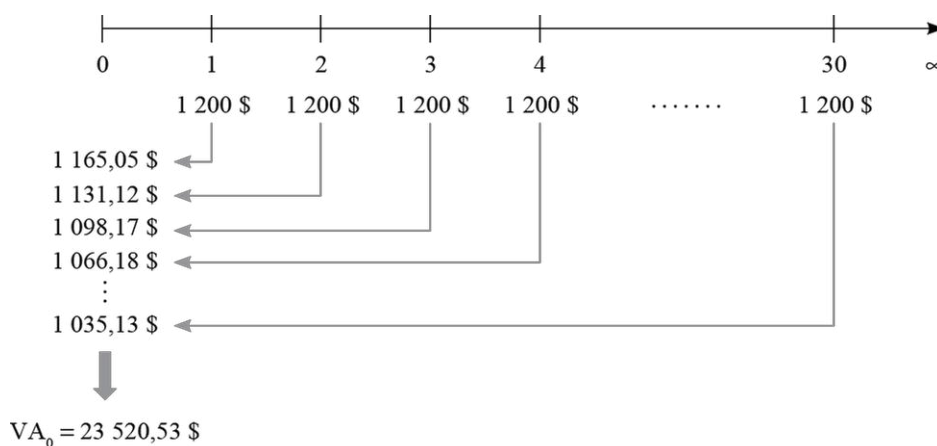 0 1 2 3 4 30 ∞
1 200 $ 1 200 $ 1 200 $ 1 200 $ ....... 1 200 $
1 165,05 $
1 131,12 $
1 098,17 $
1 066,18 $
⋮
1 035,13 $
VA₀ = 23 520,53 $